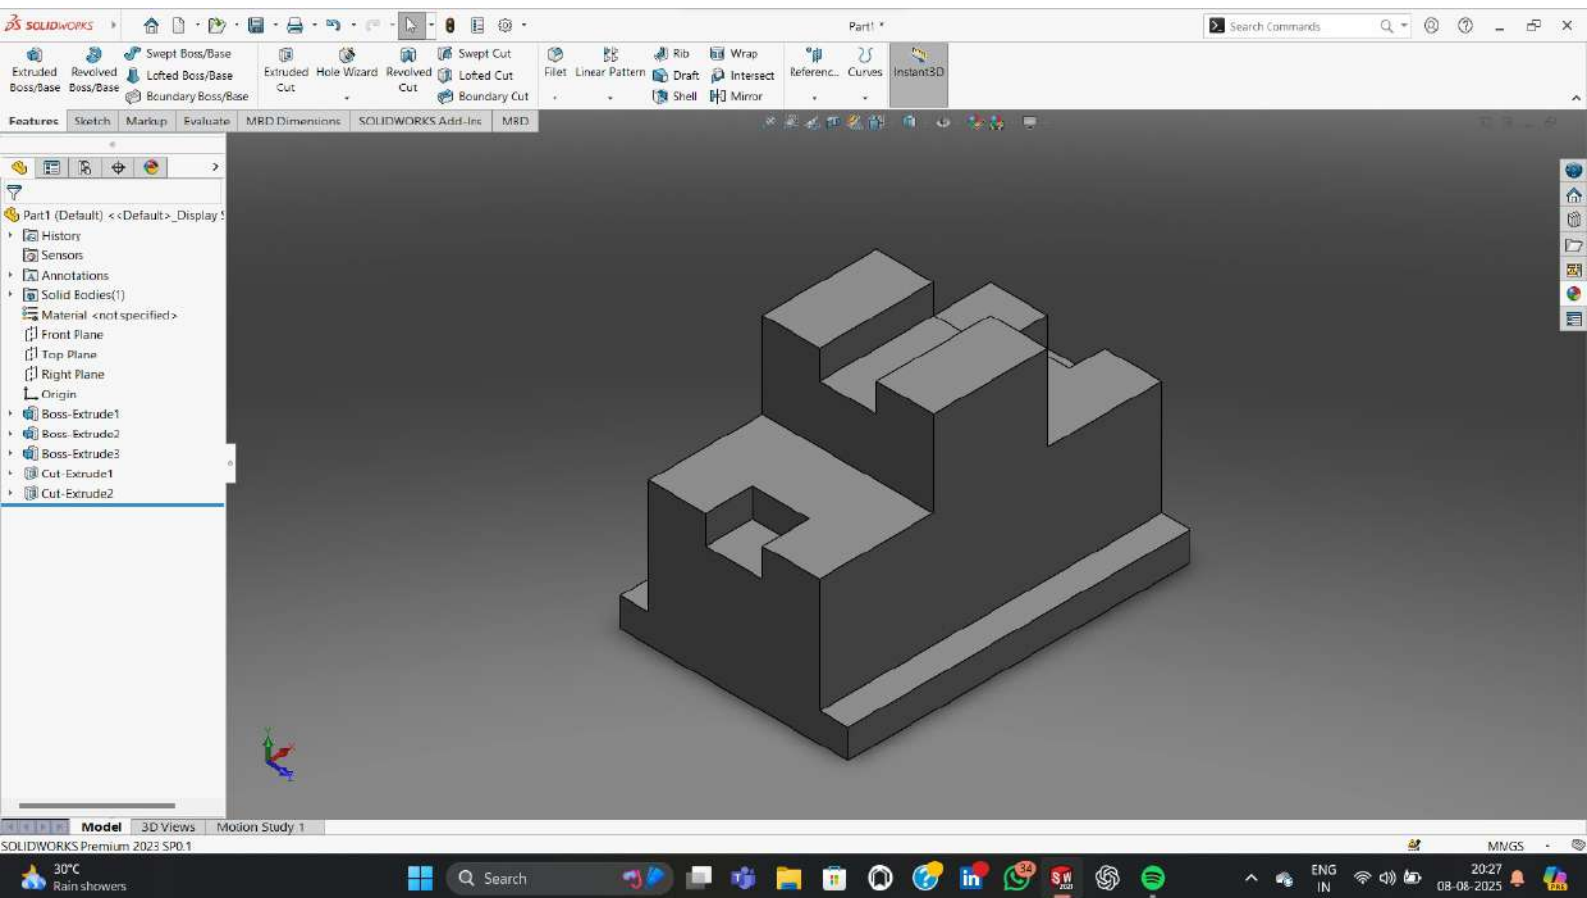 SOLIDWORKS
Part1 *
Search Commands
Extruded Boss/Base
Revolved Boss/Base
Swept Boss/Base
Lofted Boss/Base
Boundary Boss/Base
Extruded Cut
Hole Wizard
Revolved Cut
Swept Cut
Lofted Cut
Boundary Cut
Fillet
Linear Pattern
Rib
Draft
Shell
Wrap
Intersect
Mirror
Referenc...
Curves
Instant3D
Features
Sketch
Markup
Evaluate
MBD Dimensions
SOLIDWORKS Add-Ins
MBD
Part1 (Default) <<Default>_Display S
History
Sensors
Annotations
Solid Bodies(1)
Material <not specified>
Front Plane
Top Plane
Right Plane
Origin
Boss-Extrude1
Boss-Extrude2
Boss-Extrude3
Cut-Extrude1
Cut-Extrude2
Model
3D Views
Motion Study 1
SOLIDWORKS Premium 2023 SP0.1
MMGS
30°C
Rain showers
Search
34
ENG
IN
20:27
08-08-2025